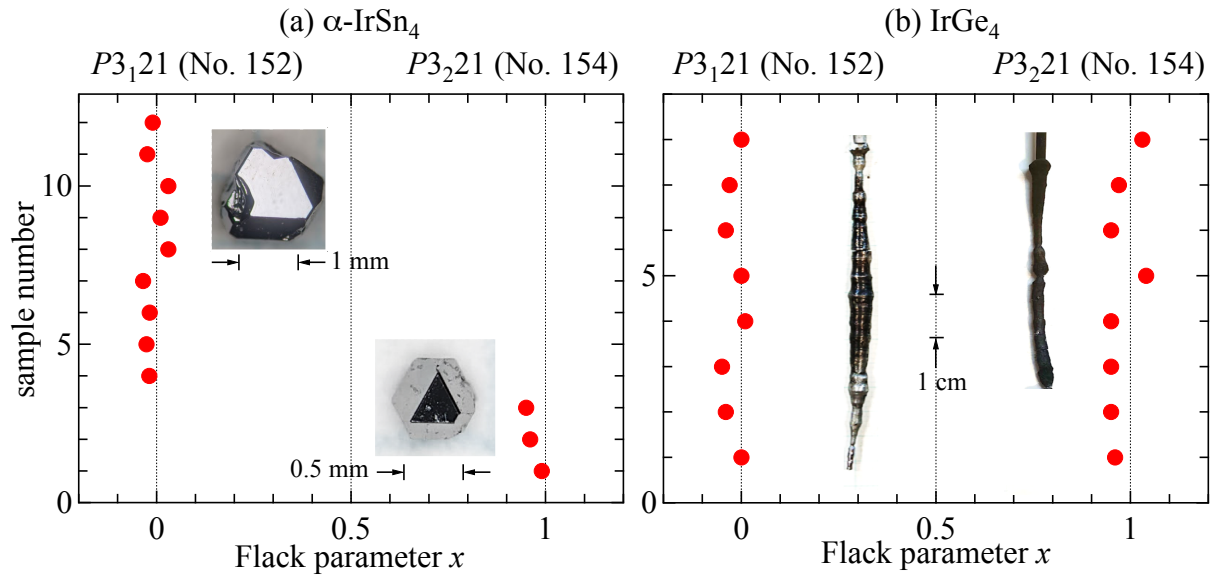 (a) α-IrSn₄
P3₁21 (No. 152) P3₂21 (No. 154)
sample number
10
5
0
1 mm
0.5 mm
0 0.5 1
Flack parameter x
(b) IrGe₄
P3₁21 (No. 152) P3₂21 (No. 154)
5
0
1 cm
0 0.5 1
Flack parameter x